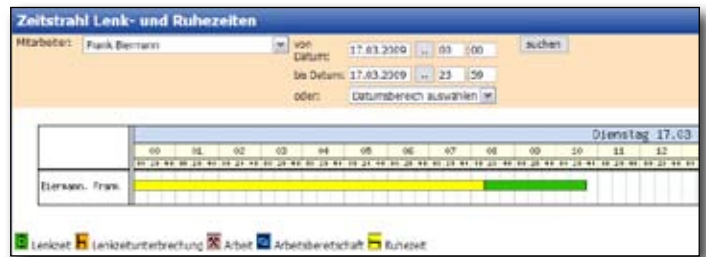 Zeitstrahl Lenk- und Ruhezeiten
Mitarbeiter: Frank Biermann von Datum: 17.03.2009 .. 00 :00 suchen
bis Datum: 17.03.2009 .. 23 59
oder: Datumsbereich auswählen
Dienstag 17.03
00 01 02 03 04 05 06 07 08 09 10 11 12
Biermann, Fran.
Lenkzeit Lenkzeitunterbrechung Arbeit Arbeitsbereitschaft Ruhezeit